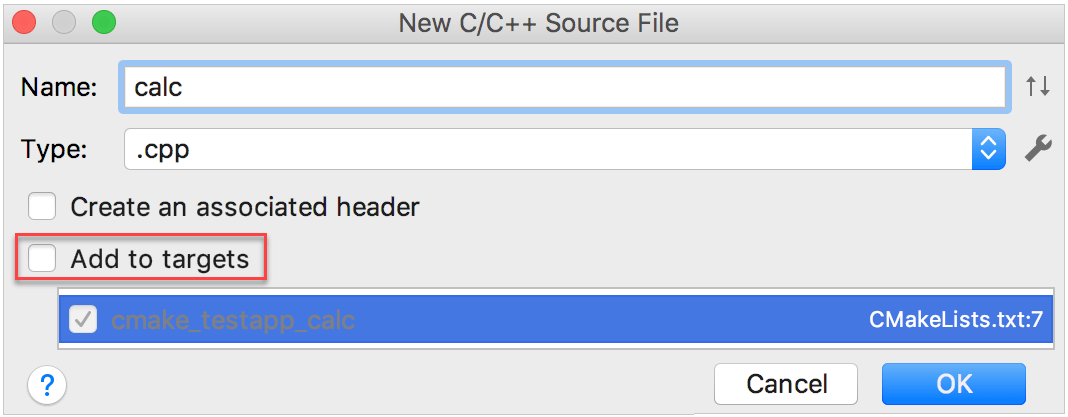 New C/C++ Source File
Name: calc
Type: .cpp
Create an associated header
Add to targets
cmake_testapp_calc CMakeLists.txt:7
? Cancel OK